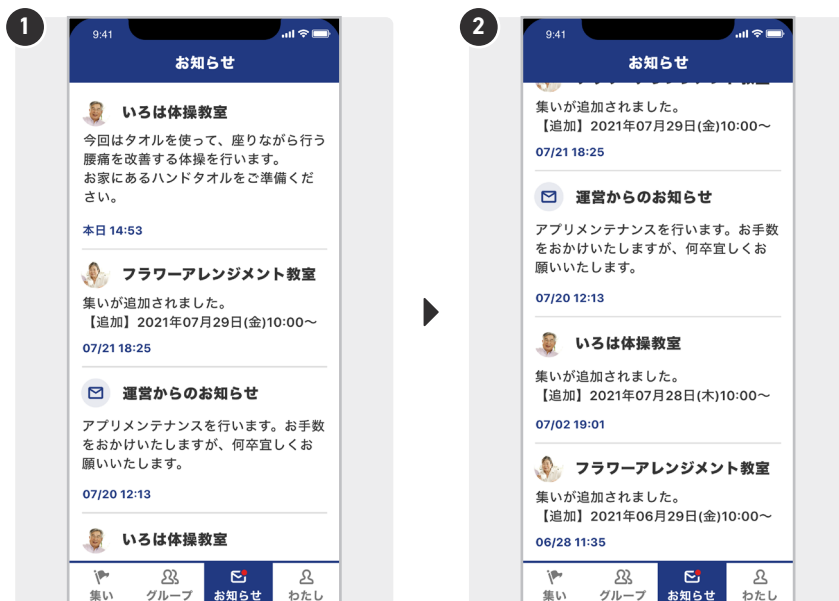 1
9:41
お知らせ
いろは体操教室
今回はタオルを使って、座りながら行う
腰痛を改善する体操を行います。
お家にあるハンドタオルをご準備くだ
さい。
本日 14:53
フラワーアレンジメント教室
集いが追加されました。
【追加】2021年07月29日(金)10:00〜
07/21 18:25
運営からのお知らせ
アプリメンテナンスを行います。お手数
をおかけいたしますが、何卒宜しくお
願いいたします。
07/20 12:13
いろは体操教室
集い
グループ
お知らせ
わたし
2
9:41
お知らせ
集いが追加されました。
【追加】2021年07月29日(金)10:00〜
07/21 18:25
運営からのお知らせ
アプリメンテナンスを行います。お手数
をおかけいたしますが、何卒宜しくお
願いいたします。
07/20 12:13
いろは体操教室
集いが追加されました。
【追加】2021年07月28日(木)10:00〜
07/02 19:01
フラワーアレンジメント教室
集いが追加されました。
【追加】2021年06月29日(金)10:00〜
06/28 11:35
集い
グループ
お知らせ
わたし